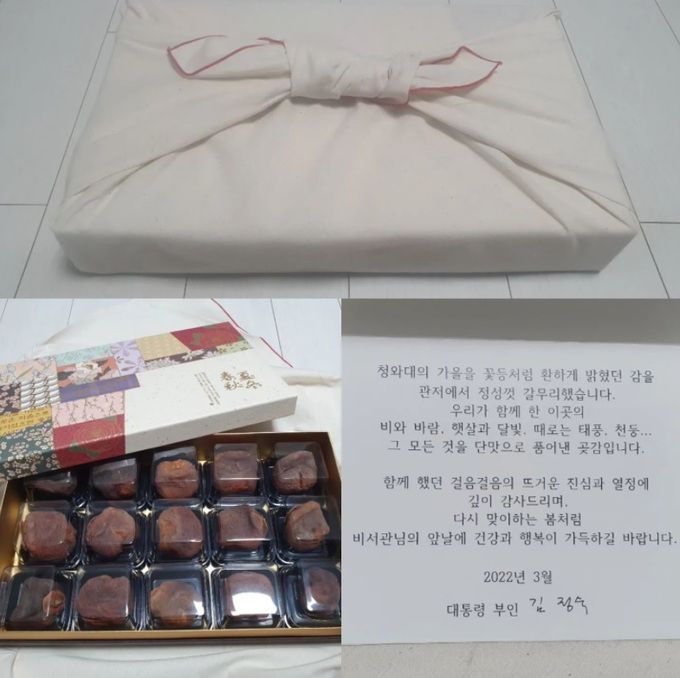 春夏
秋冬
청와대의 가을을 꽃등처럼 환하게 밝혔던 감을
관저에서 정성껏 갈무리했습니다.
우리가 함께 한 이곳의
비와 바람, 햇살과 달빛, 때로는 태풍, 천둥...
그 모든 것을 단맛으로 품어낸 곶감입니다.
함께 했던 걸음걸음의 뜨거운 진심과 열정에
깊이 감사드리며,
다시 맞이하는 봄처럼
비서관님의 앞날에 건강과 행복이 가득하길 바랍니다.
2022년 3월
대통령 부인 김정숙